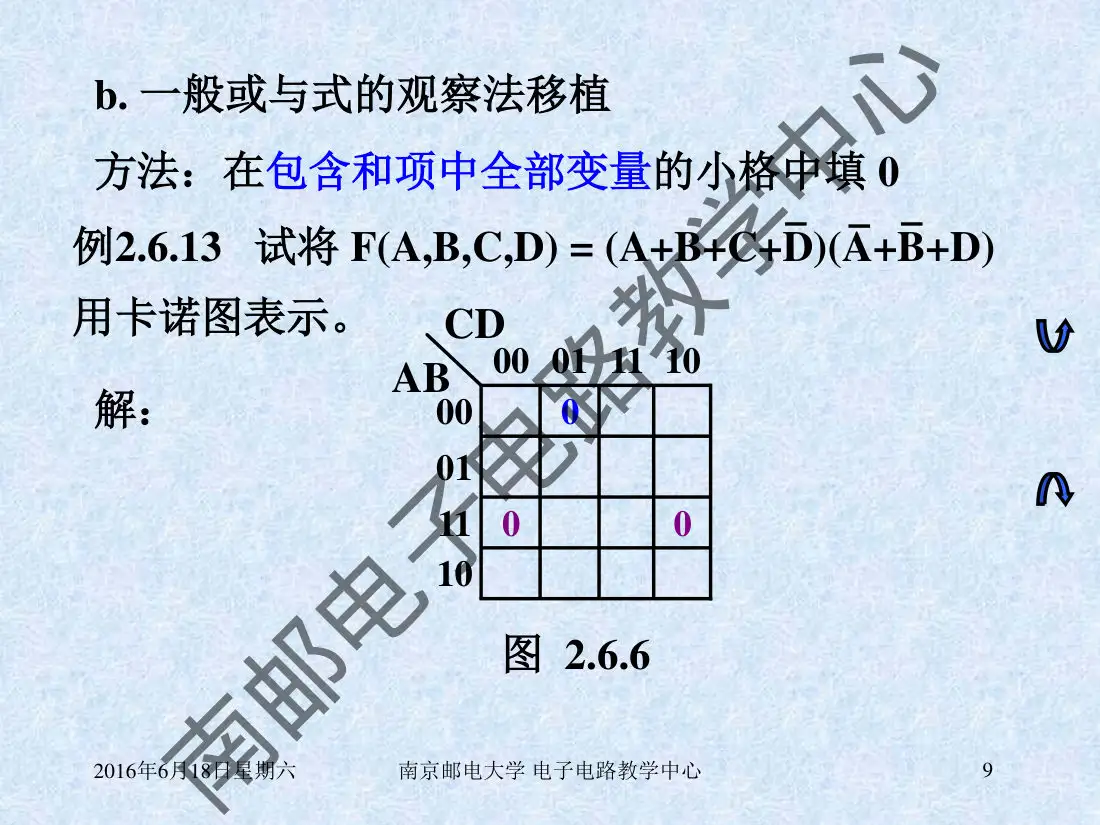 b. 一般或与式的观察法移植
方法：在包含和项中全部变量的小格中填 0
例2.6.13 试将 F(A,B,C,D) = (A+B+C+D̅)(A̅+B̅+D)
用卡诺图表示。
解：
CD
AB
00 01 11 10
00 0
01
11 0 0
10
图 2.6.6
南邮电子电路教学中心
2016年6月18日星期六 南京邮电大学 电子电路教学中心 9